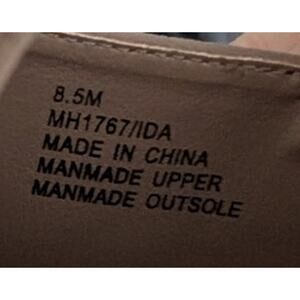 8.5M
MH1767/IDA
MADE IN CHINA
MANMADE UPPER
MANMADE OUTSOLE